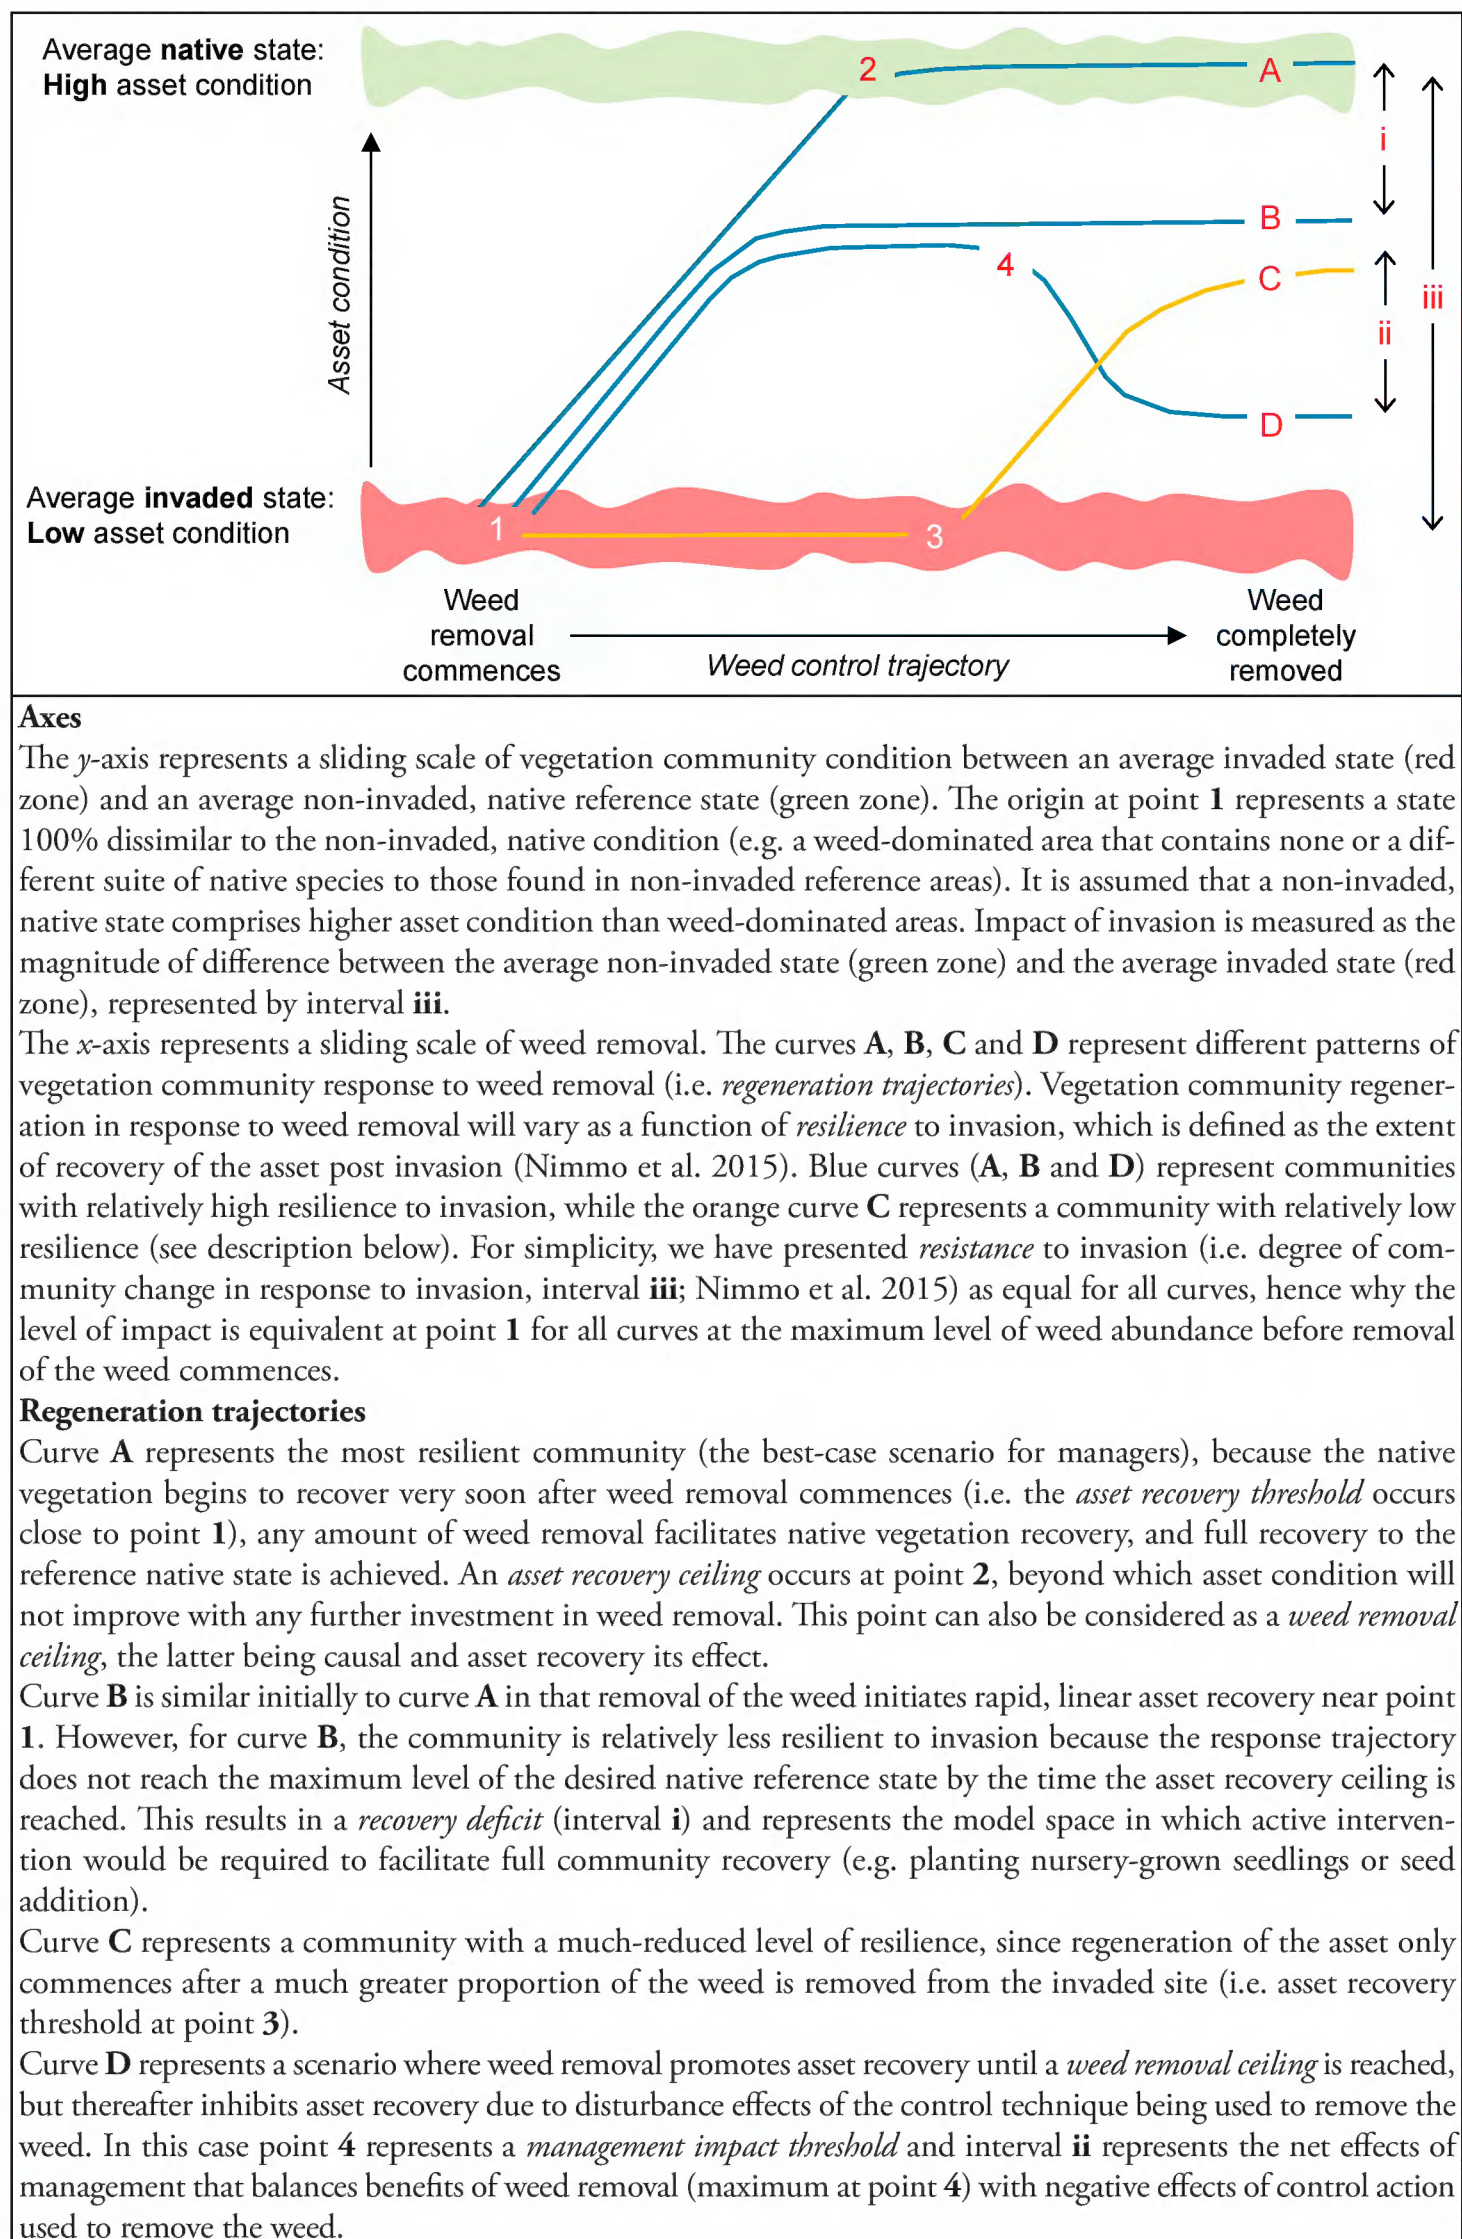 Average native state:
High asset condition
2
A
i
Asset condition
B
4
C
iii
ii
D
Average invaded state:
Low asset condition
1
3
Weed
removal
commences
Weed control trajectory
Weed
completely
removed
Axes
The y-axis represents a sliding scale of vegetation community condition between an average invaded state (red
zone) and an average non-invaded, native reference state (green zone). The origin at point 1 represents a state
100% dissimilar to the non-invaded, native condition (e.g. a weed-dominated area that contains none or a dif-
ferent suite of native species to those found in non-invaded reference areas). It is assumed that a non-invaded,
native state comprises higher asset condition than weed-dominated areas. Impact of invasion is measured as the
magnitude of difference between the average non-invaded state (green zone) and the average invaded state (red
zone), represented by interval iii.
The x-axis represents a sliding scale of weed removal. The curves A, B, C and D represent different patterns of
vegetation community response to weed removal (i.e. regeneration trajectories). Vegetation community regener-
ation in response to weed removal will vary as a function of resilience to invasion, which is defined as the extent
of recovery of the asset post invasion (Nimmo et al. 2015). Blue curves (A, B and D) represent communities
with relatively high resilience to invasion, while the orange curve C represents a community with relatively low
resilience (see description below). For simplicity, we have presented resistance to invasion (i.e. degree of com-
munity change in response to invasion, interval iii; Nimmo et al. 2015) as equal for all curves, hence why the
level of impact is equivalent at point 1 for all curves at the maximum level of weed abundance before removal
of the weed commences.
Regeneration trajectories
Curve A represents the most resilient community (the best-case scenario for managers), because the native
vegetation begins to recover very soon after weed removal commences (i.e. the asset recovery threshold occurs
close to point 1), any amount of weed removal facilitates native vegetation recovery, and full recovery to the
reference native state is achieved. An asset recovery ceiling occurs at point 2, beyond which asset condition will
not improve with any further investment in weed removal. This point can also be considered as a weed removal
ceiling, the latter being causal and asset recovery its effect.
Curve B is similar initially to curve A in that removal of the weed initiates rapid, linear asset recovery near point
1. However, for curve B, the community is relatively less resilient to invasion because the response trajectory
does not reach the maximum level of the desired native reference state by the time the asset recovery ceiling is
reached. This results in a recovery deficit (interval i) and represents the model space in which active interven-
tion would be required to facilitate full community recovery (e.g. planting nursery-grown seedlings or seed
addition).
Curve C represents a community with a much-reduced level of resilience, since regeneration of the asset only
commences after a much greater proportion of the weed is removed from the invaded site (i.e. asset recovery
threshold at point 3).
Curve D represents a scenario where weed removal promotes asset recovery until a weed removal ceiling is reached,
but thereafter inhibits asset recovery due to disturbance effects of the control technique being used to remove the
weed. In this case point 4 represents a management impact threshold and interval ii represents the net effects of
management that balances benefits of weed removal (maximum at point 4) with negative effects of control action
used to remove the weed.